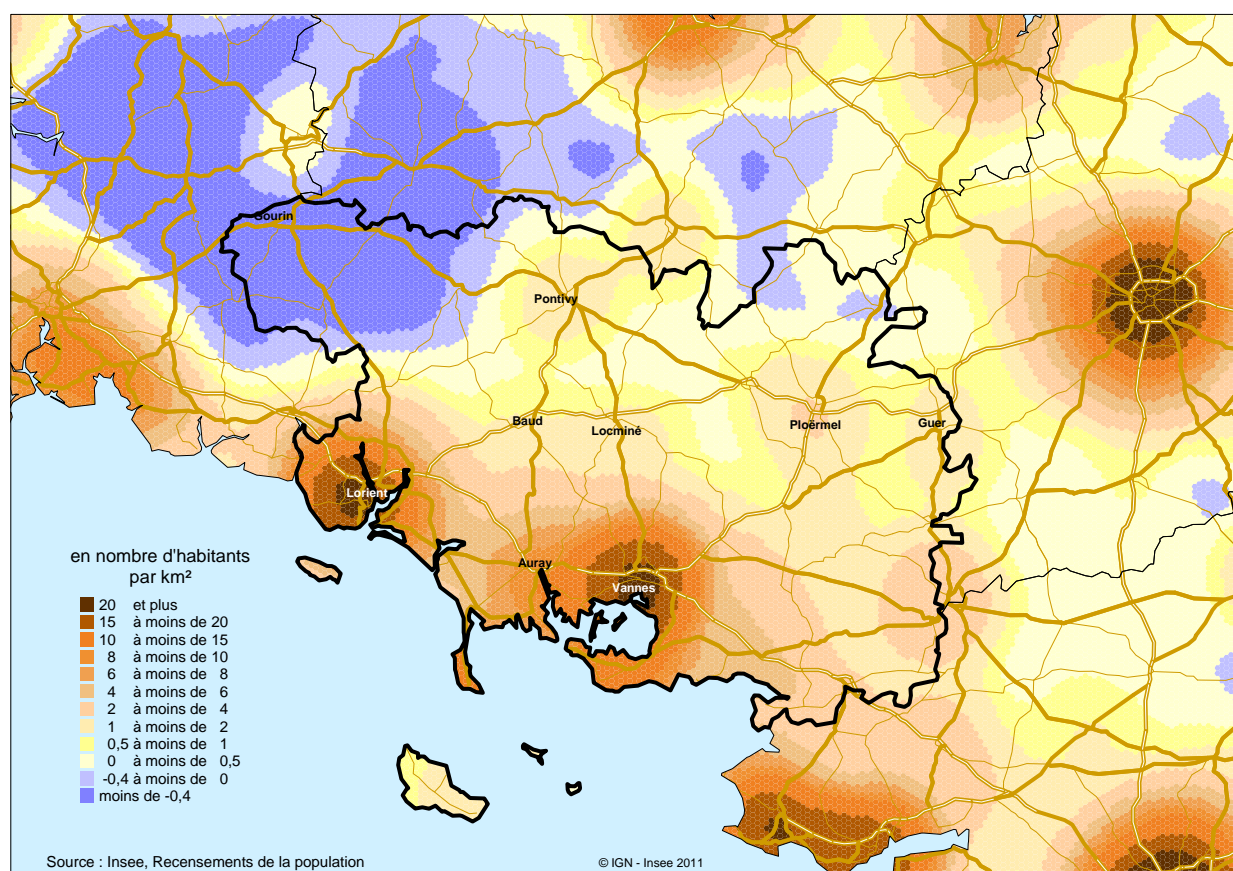 Gourin
Pontivy
Baud
Locminé
Ploërmel
Guer
Lorient
Auray
Vannes
en nombre d'habitants
par km²
20 et plus
15 à moins de 20
10 à moins de 15
8 à moins de 10
6 à moins de 8
4 à moins de 6
2 à moins de 4
1 à moins de 2
0,5 à moins de 1
0 à moins de 0,5
-0,4 à moins de 0
moins de -0,4
Source : Insee, Recensements de la population
© IGN - Insee 2011